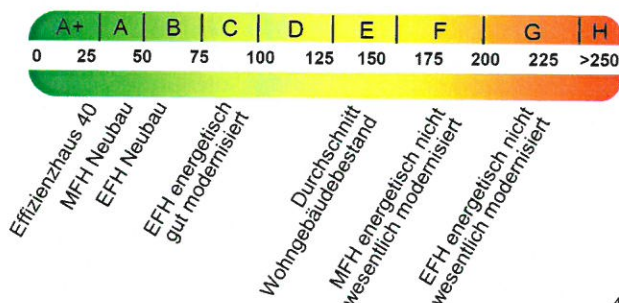 A+ A B C D E F G H
0 25 50 75 100 125 150 175 200 225 >250
Effizienzhaus 40
MFH Neubau
EFH Neubau
EFH energetisch
gut modernisiert
Durchschnitt
Wohngebäudebestand
MFH energetisch nicht
wesentlich modernisiert
EFH energetisch nicht
wesentlich modernisiert